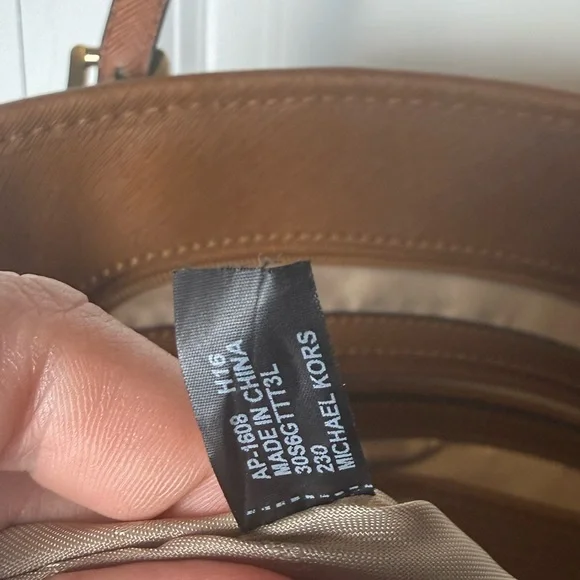 H16
AP-1608
MADE IN CHINA
30S6GTTT3L
230
MICHAEL KORS